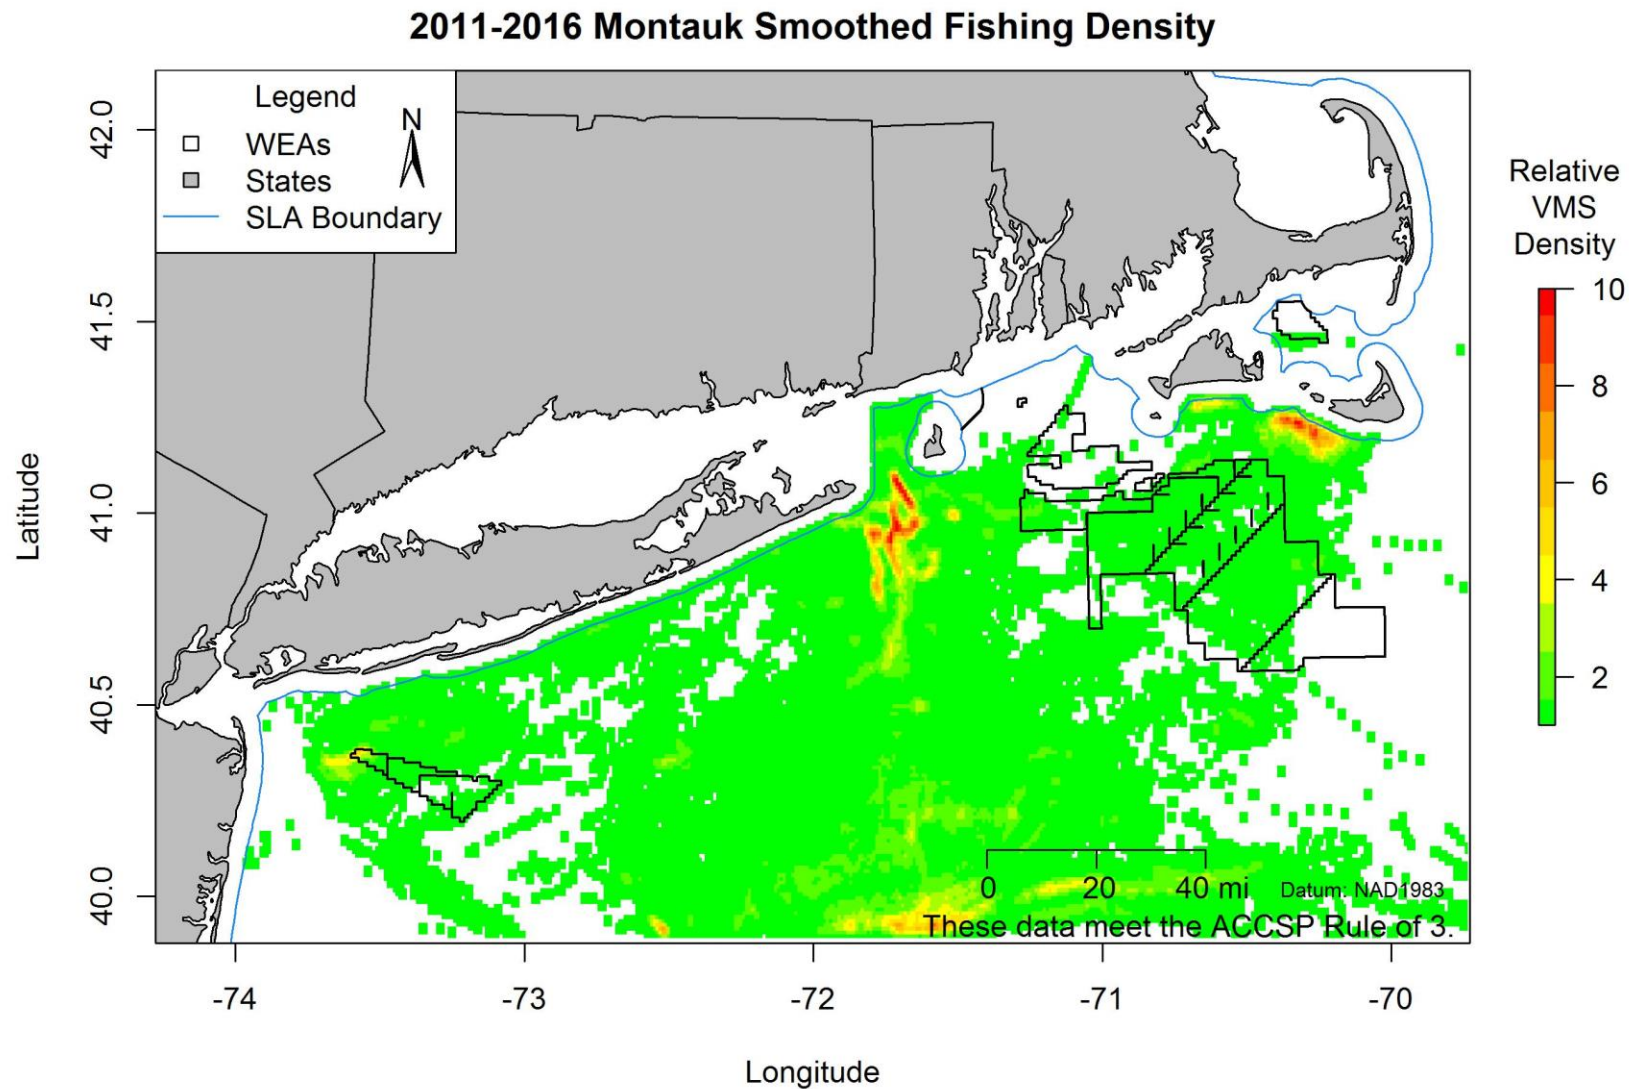 2011-2016 Montauk Smoothed Fishing Density
Legend
N
WEAs
States
SLA Boundary
Relative
VMS
Density
10
8
6
4
2
Latitude
42.0
41.5
41.0
40.5
40.0
0 20 40 mi Datum: NAD1983
These data meet the ACCSP Rule of 3.
-74 -73 -72 -71 -70
Longitude